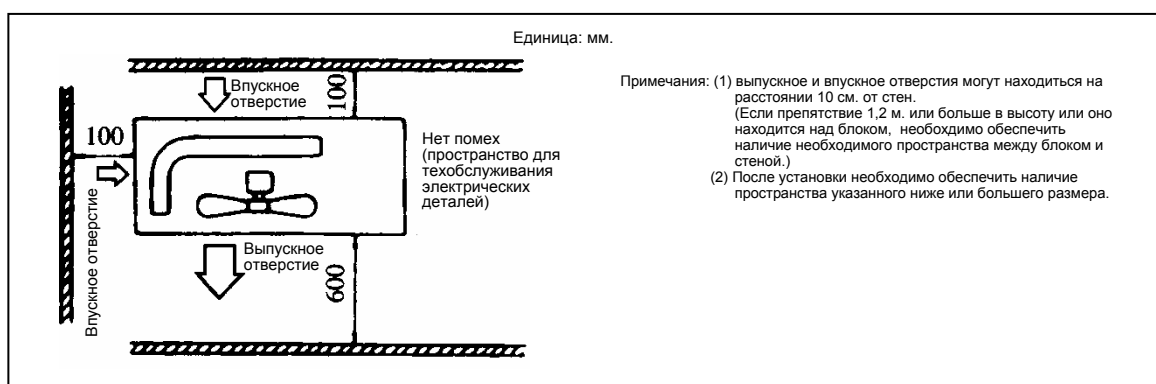 Единица: мм.
Впускное
отверстие
100
100
Впускное отверстие
Нет помех
(пространство для
техобслуживания
электрических
деталей)
Выпускное
отверстие
600
Примечания: (1) выпускное и впускное отверстия могут находиться на
расстоянии 10 см. от стен.
(Если препятствие 1,2 м. или больше в высоту или оно
находится над блоком, необходимо обеспечить
наличие необходимого пространства между блоком и
стеной.)
(2) После установки необходимо обеспечить наличие
пространства указанного ниже или большего размера.